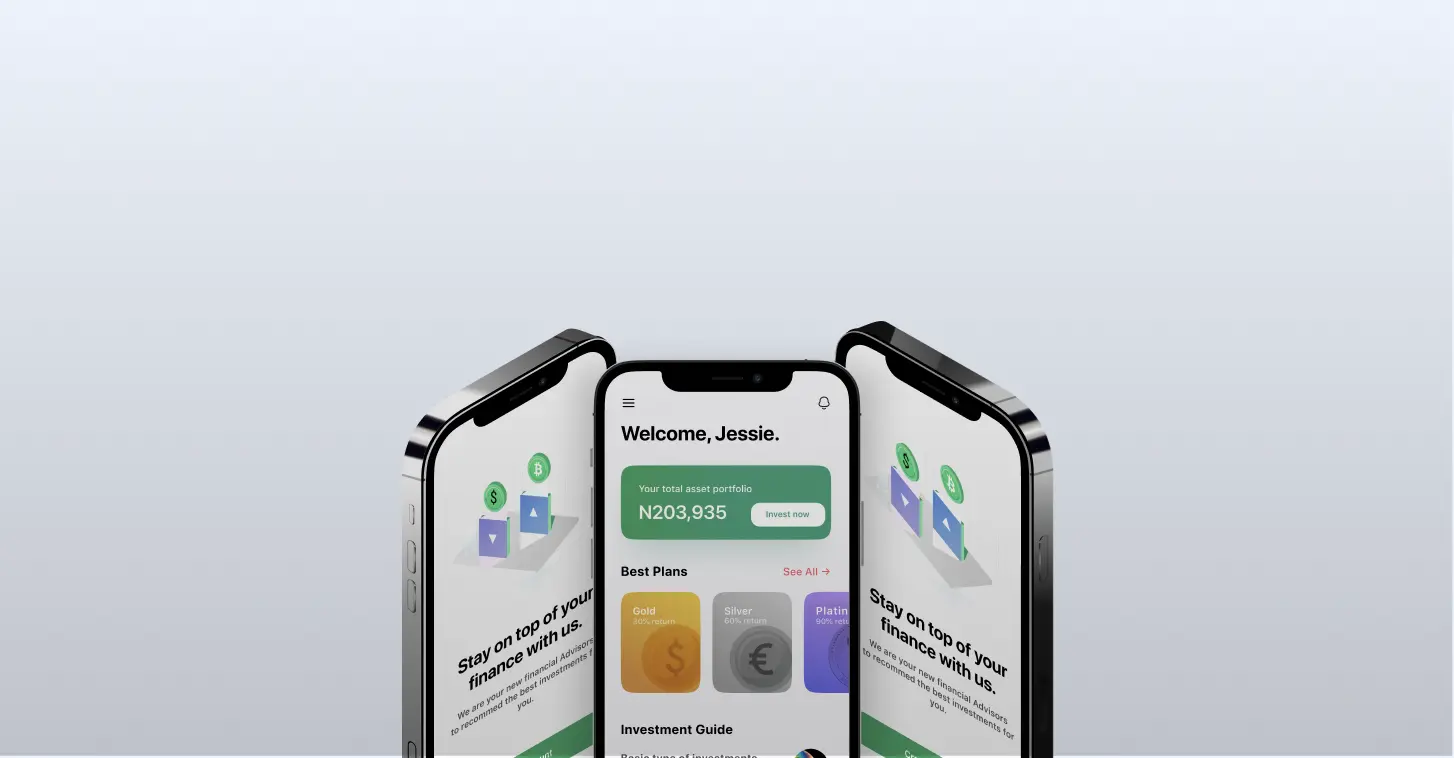 Welcome, Jessie.
Your total asset portfolio
N203,935
Invest now
Best Plans
See All →
Gold
30% return
Silver
60% return
Platin
90% retu
Investment Guide
Basic type of investments
Stay on top of your
finance with us.
We are your new financial Advisors
to recommed the best investments f
you.
Stay on top of your
finance with us.
We are your new financial Advisors
to recommed the best investments for
you.